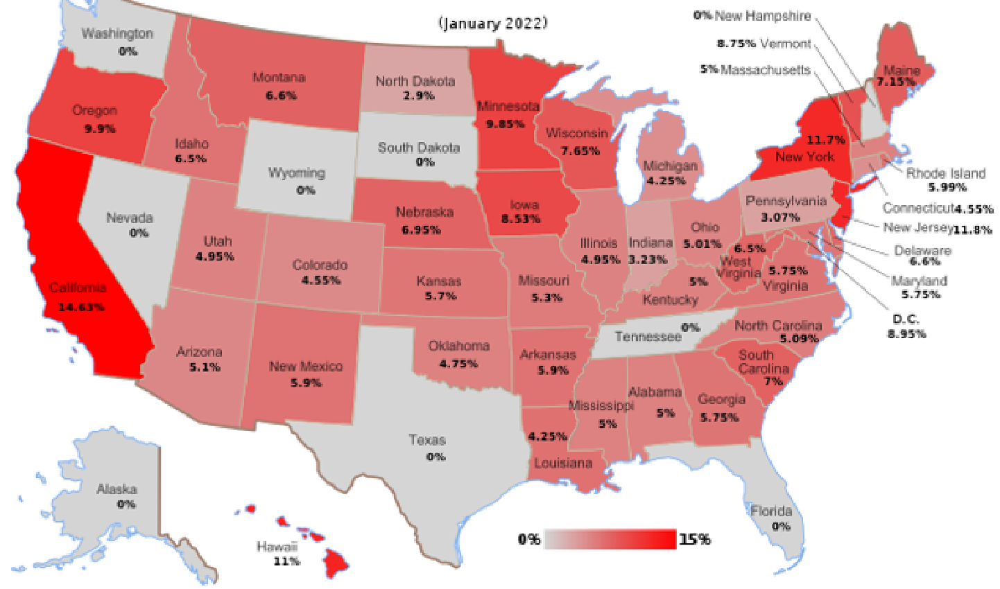 (January 2022)
0% New Hampshire
8.75% Vermont
5% Massachusetts
Washington
0%
Montana
6.6%
North Dakota
2.9%
Minnesota
9.85%
Maine
7.15%
Oregon
9.9%
Idaho
6.5%
Wyoming
0%
South Dakota
0%
Wisconsin
7.65%
Michigan
4.25%
11.7%
New York
Rhode Island
5.99%
Connecticut 4.55%
New Jersey 11.8%
Delaware
6.6%
Maryland
5.75%
D.C.
8.95%
Nevada
0%
Utah
4.95%
Colorado
4.55%
Nebraska
6.95%
Iowa
8.53%
Illinois
4.95%
Indiana
3.23%
Ohio
5.01%
Pennsylvania
3.07%
6.5%
West
Virginia
5.75%
Virginia
California
14.63%
Kansas
5.7%
Missouri
5.3%
5%
Kentucky
0%
Tennessee
North Carolina
5.09%
South
Carolina
7%
Arizona
5.1%
New Mexico
5.9%
Oklahoma
4.75%
Arkansas
5.9%
Mississippi
5%
Alabama
5%
Georgia
5.75%
Texas
0%
4.25%
Louisiana
Florida
0%
Alaska
0%
Hawaii
11%
0%
15%